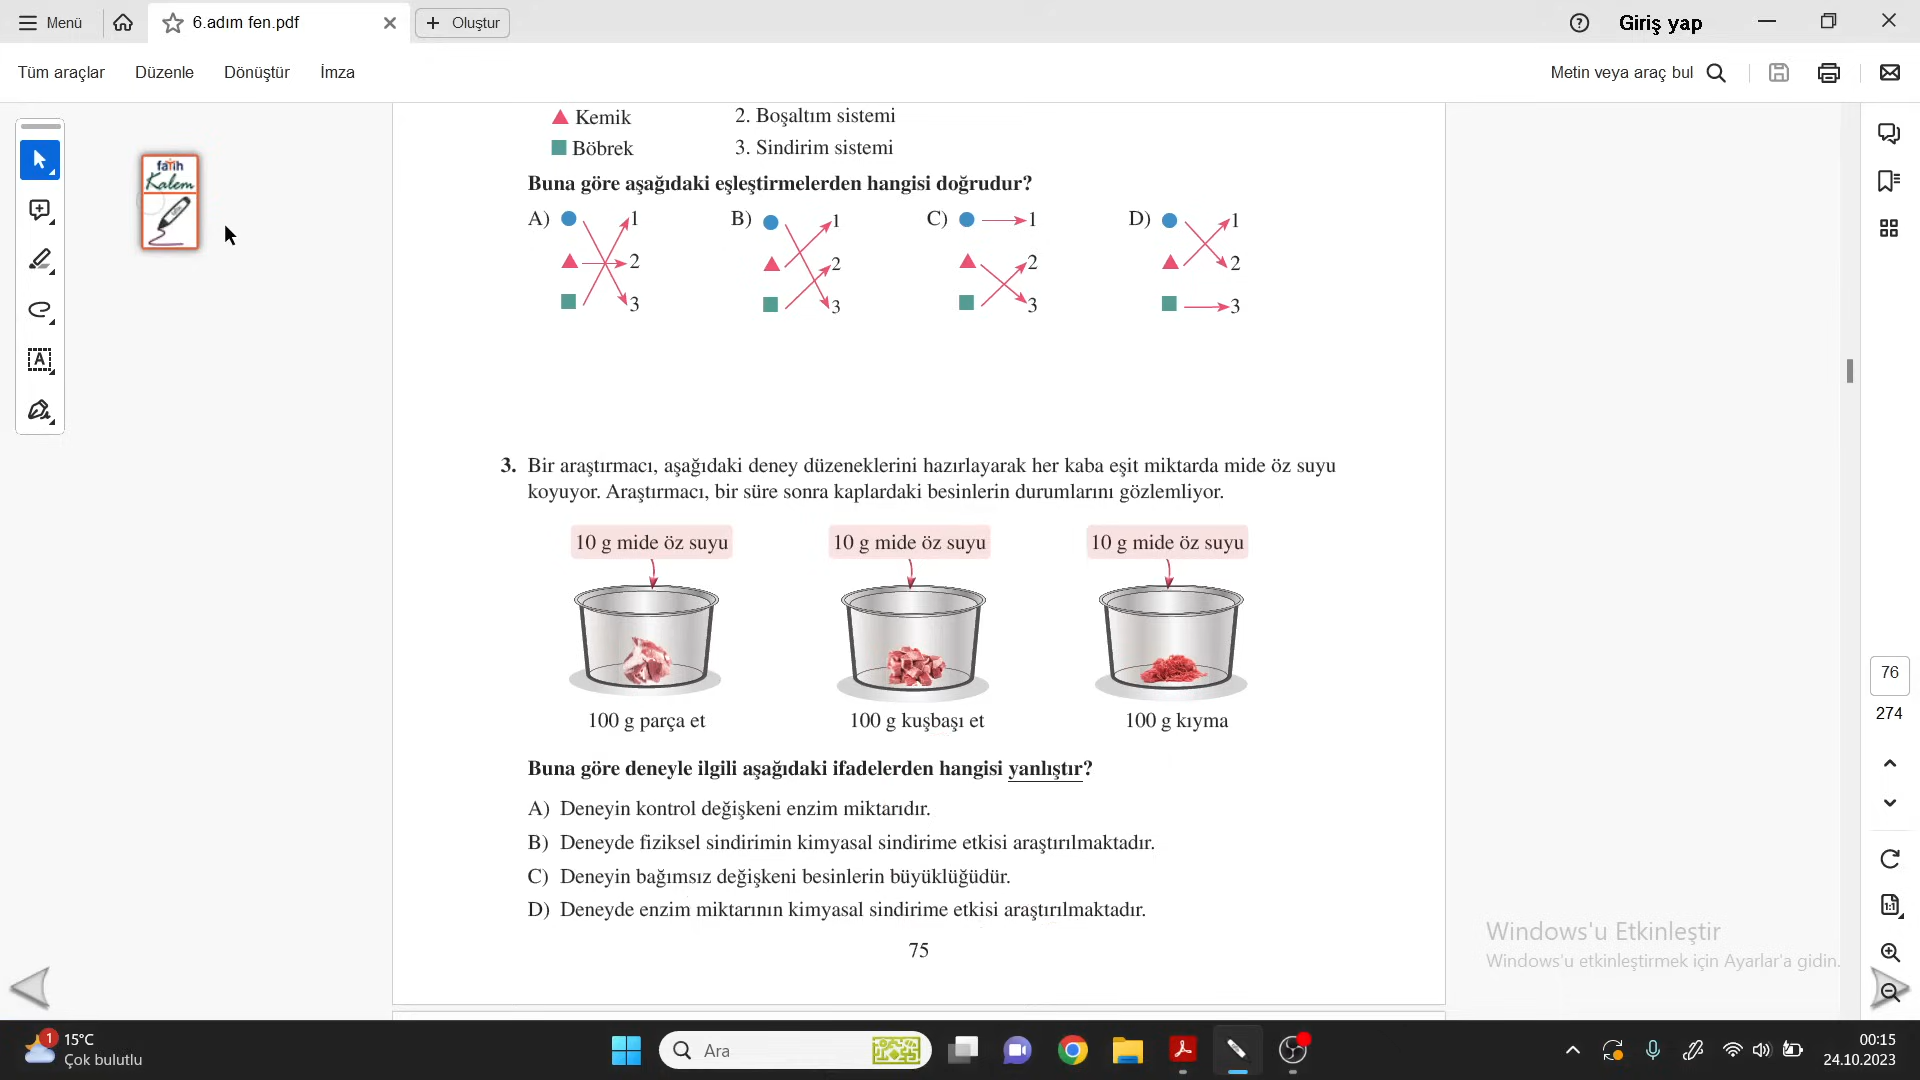 Menü
6.adım fen.pdf
Oluştur
Giriş yap
Tüm araçlar
Düzenle
Dönüştür
İmza
Metin veya araç bul
fatih
Kalem
Kemik
2. Boşaltım sistemi
Böbrek
3. Sindirim sistemi
Buna göre aşağıdaki eşleştirmelerden hangisi doğrudur?
A) 1
2
3
B) 1
2
3
C) 1
2
3
D) 1
2
3
3. Bir araştırmacı, aşağıdaki deney düzeneklerini hazırlayarak her kaba eşit miktarda mide öz suyu
koyuyor. Araştırmacı, bir süre sonra kaplardaki besinlerin durumlarını gözlemliyor.
10 g mide öz suyu
10 g mide öz suyu
10 g mide öz suyu
100 g parça et
100 g kuşbaşı et
100 g kıyma
Buna göre deneyle ilgili aşağıdaki ifadelerden hangisi yanlıştır?
A) Deneyin kontrol değişkeni enzim miktarıdır.
B) Deneyde fiziksel sindirimin kimyasal sindirime etkisi araştırılmaktadır.
C) Deneyin bağımsız değişkeni besinlerin büyüklüğüdür.
D) Deneyde enzim miktarının kimyasal sindirime etkisi araştırılmaktadır.
75
76
274
1:1
Windows'u Etkinleştir
Windows'u etkinleştirmek için Ayarlar'a gidin.
1
15°C
Çok bulutlu
Ara
00:15
24.10.2023